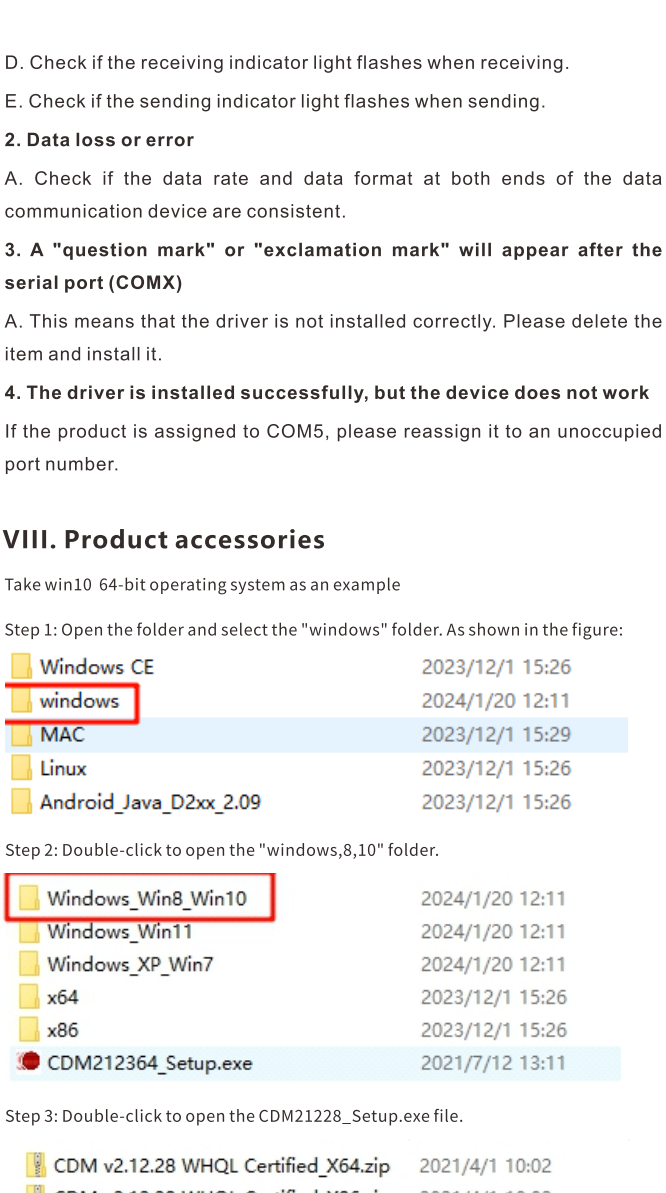 D. Check if the receiving indicator light flashes when receiving.
E. Check if the sending indicator light flashes when sending.
2. Data loss or error
A. Check if the data rate and data format at both ends of the data
communication device are consistent.
3. A "question mark" or "exclamation mark" will appear after the
serial port (COMX)
A. This means that the driver is not installed correctly. Please delete the
item and install it.
4. The driver is installed successfully, but the device does not work
If the product is assigned to COM5, please reassign it to an unoccupied
port number.
VIII. Product accessories
Take win10 64-bit operating system as an example
Step 1: Open the folder and select the "windows" folder. As shown in the figure:
Windows CE 2023/12/1 15:26
windows 2024/1/20 12:11
MAC 2023/12/1 15:29
Linux 2023/12/1 15:26
Android_Java_D2xx_2.09 2023/12/1 15:26
Step 2: Double-click to open the "windows,8,10" folder.
Windows_Win8_Win10 2024/1/20 12:11
Windows_Win11 2024/1/20 12:11
Windows_XP_Win7 2024/1/20 12:11
x64 2023/12/1 15:26
x86 2023/12/1 15:26
CDM212364_Setup.exe 2021/7/12 13:11
Step 3: Double-click to open the CDM21228_Setup.exe file.
CDM v2.12.28 WHQL Certified_X64.zip 2021/4/1 10:02